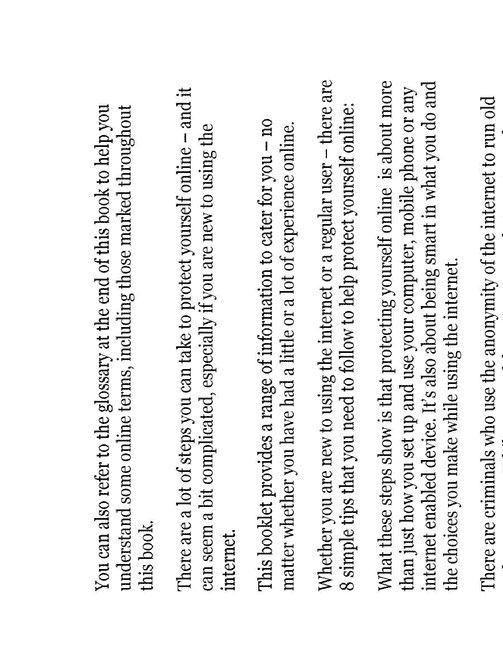 You can also refer to the glossary at the end of this book to help you
understand some online terms, including those marked throughout
this book.
There are a lot of steps you can take to protect yourself online – and it
can seem a bit complicated, especially if you are new to using the
internet.
This booklet provides a range of information to cater for you – no
matter whether you have had a little or a lot of experience online.
Whether you are new to using the internet or a regular user – there are
8 simple tips that you need to follow to help protect yourself online:
What these steps show is that protecting yourself online is about more
than just how you set up and use your computer, mobile phone or any
internet enabled device. It's also about being smart in what you do and
the choices you make while using the internet.
There are criminals who use the anonymity of the internet to run old